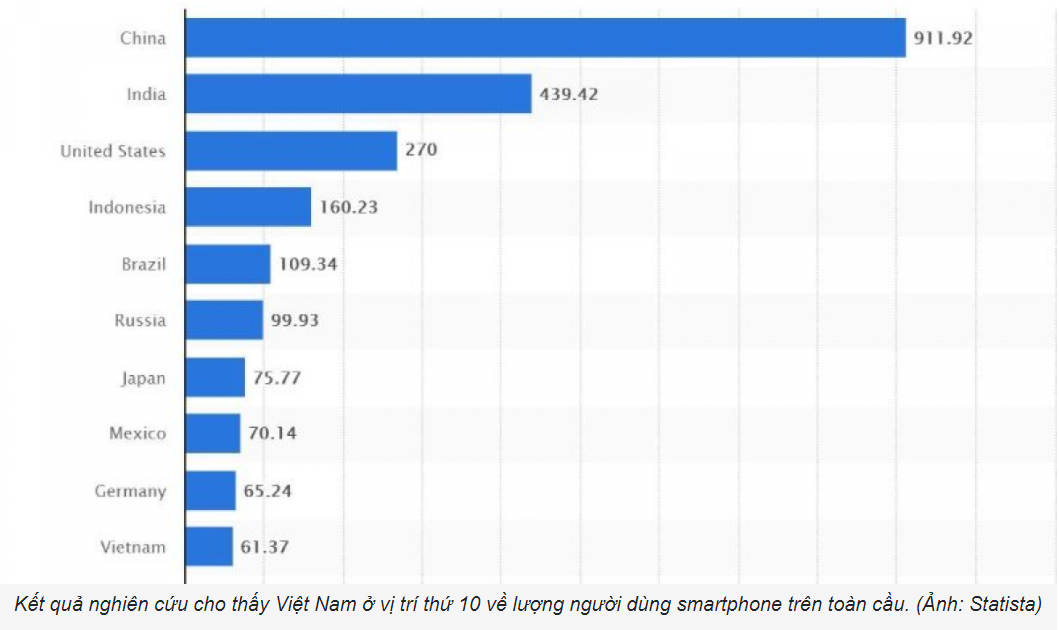 China 911.92
India 439.42
United States 270
Indonesia 160.23
Brazil 109.34
Russia 99.93
Japan 75.77
Mexico 70.14
Germany 65.24
Vietnam 61.37
Kết quả nghiên cứu cho thấy Việt Nam ở vị trí thứ 10 về lượng người dùng smartphone trên toàn cầu. (Ảnh: Statista)